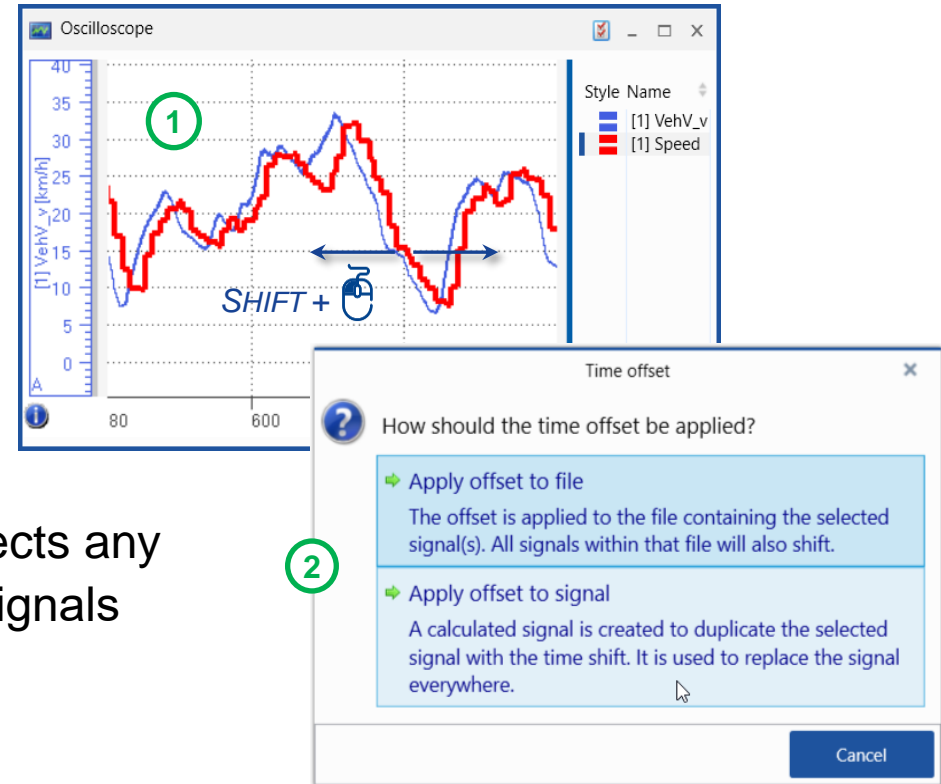 Oscilloscope
40
35
30
25
20
15
10
5
0
[1] VehV_v [km/h]
A
1
SHIFT +
80
600
Style Name
[1] VehV_v
[1] Speed
ects any
ignals
2
Time offset
How should the time offset be applied?
Apply offset to file
The offset is applied to the file containing the selected
signal(s). All signals within that file will also shift.
Apply offset to signal
A calculated signal is created to duplicate the selected
signal with the time shift. It is used to replace the signal
everywhere.
Cancel